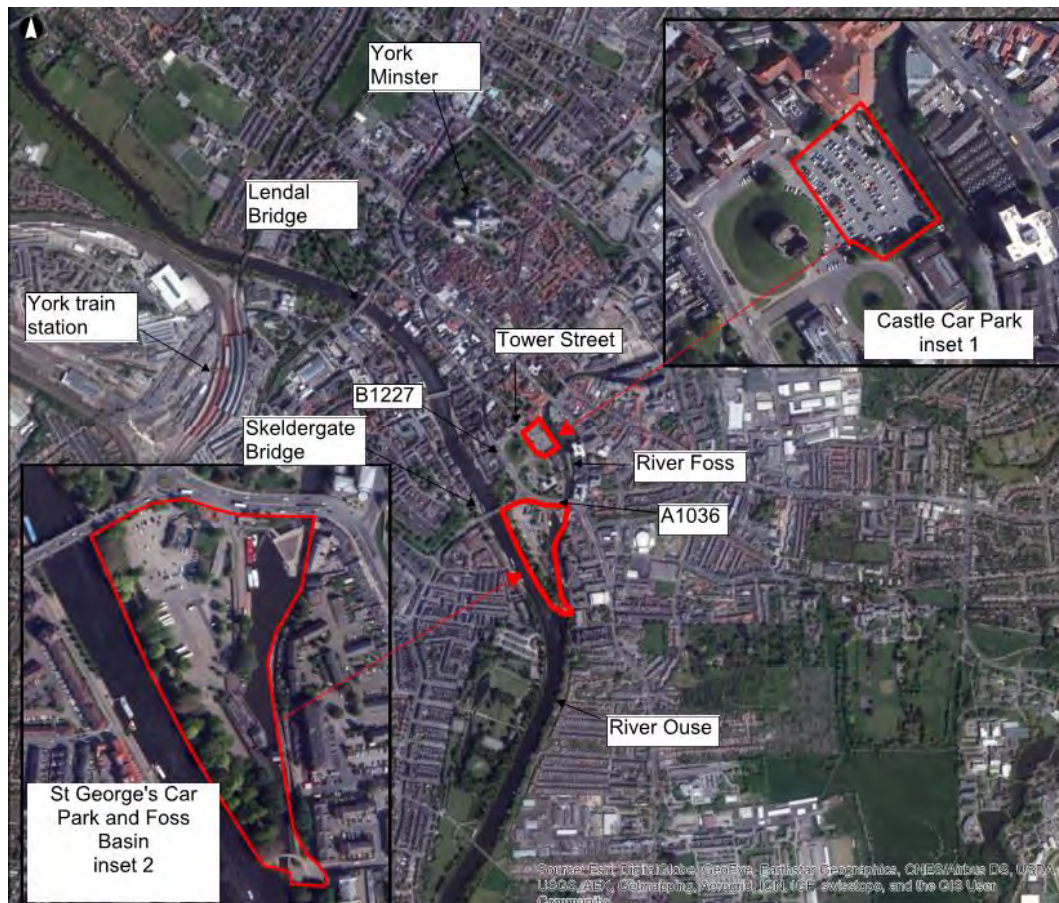 York
Minster
Lendal
Bridge
York train
station
Tower Street
B1227
Skeldergate
Bridge
River Foss
A1036
River Ouse
Castle Car Park
inset 1
St George's Car
Park and Foss
Basin
inset 2
Source: Esri, DigitalGlobe, GeoEye, Earthstar Geographics, CNES/Airbus DS, USDA,
USGS, AEX, Getmapping, Aerogrid, IGN, IGP, swisstopo, and the GIS User
Community